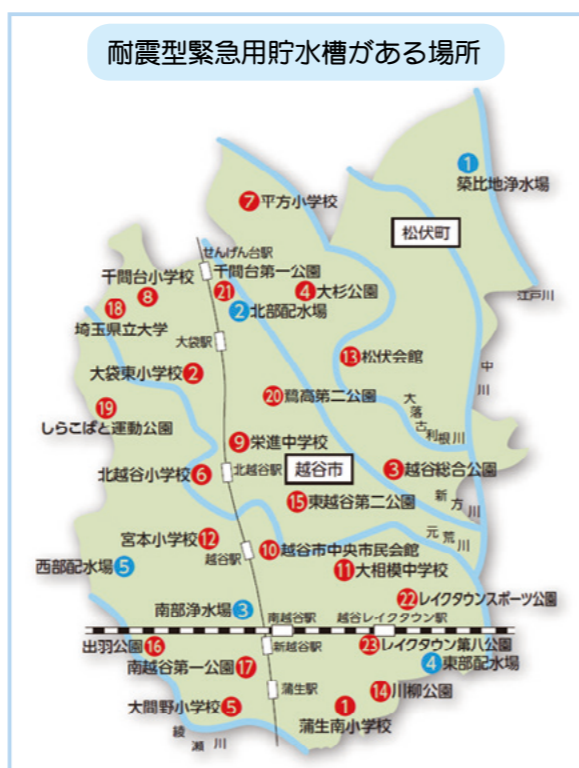 耐震型緊急用貯水槽がある場所
1
築比地浄水場
7 平方小学校
松伏町
せんげん台駅
千間台小学校
千間台第一公園
8
21
4 大杉公園
江戸川
18
2 北部配水場
埼玉県立大学
大袋駅
13 松伏会館
中川
大袋東小学校 2
20 鷺高第二公園
大落古利根川
19
しらこばと運動公園
9 栄進中学校
北越谷小学校 6
北越谷駅
越谷市
3 越谷総合公園
15 東越谷第二公園
新方川
元荒川
宮本小学校 12
越谷駅
10 越谷市中央市民会館
西部配水場 5
11 大相模中学校
22 レイクタウンスポーツ公園
南部浄水場 3
南越谷駅
越谷レイクタウン駅
出羽公園 16
新越谷駅
23 レイクタウン第八公園
南越谷第一公園 17
4 東部配水場
蒲生駅
14 川柳公園
大間野小学校 5
1
蒲生南小学校
綾瀬川